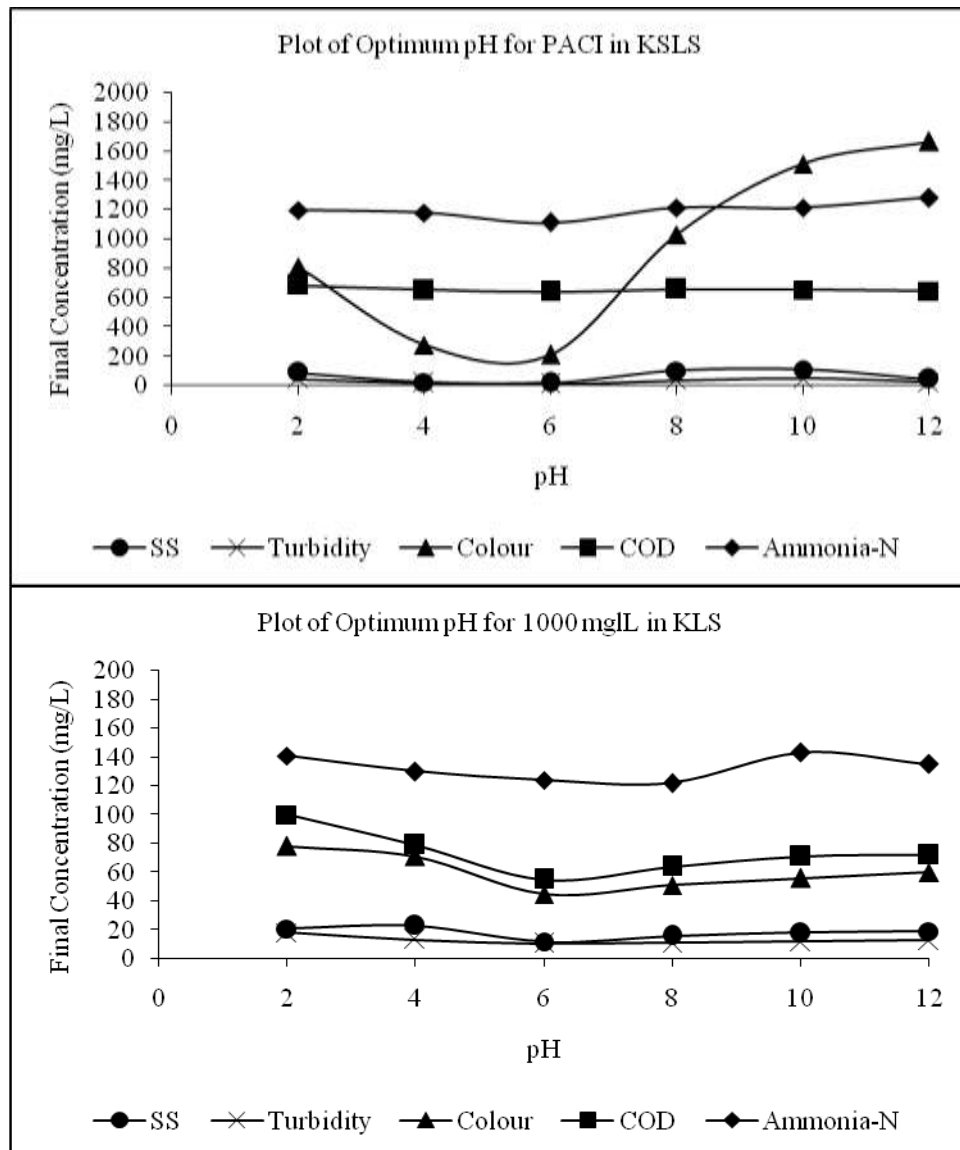 Plot of Optimum pH for PACI in KSLS
Final Concentration (mg/L)
2000
1800
1600
1400
1200
1000
800
600
400
200
0
0 2 4 6 8 10 12
pH
SS Turbidity Colour COD Ammonia-N
Plot of Optimum pH for 1000 mglL in KLS
Final Concentration (mg/L)
200
180
160
140
120
100
80
60
40
20
0
0 2 4 6 8 10 12
pH
SS Turbidity Colour COD Ammonia-N